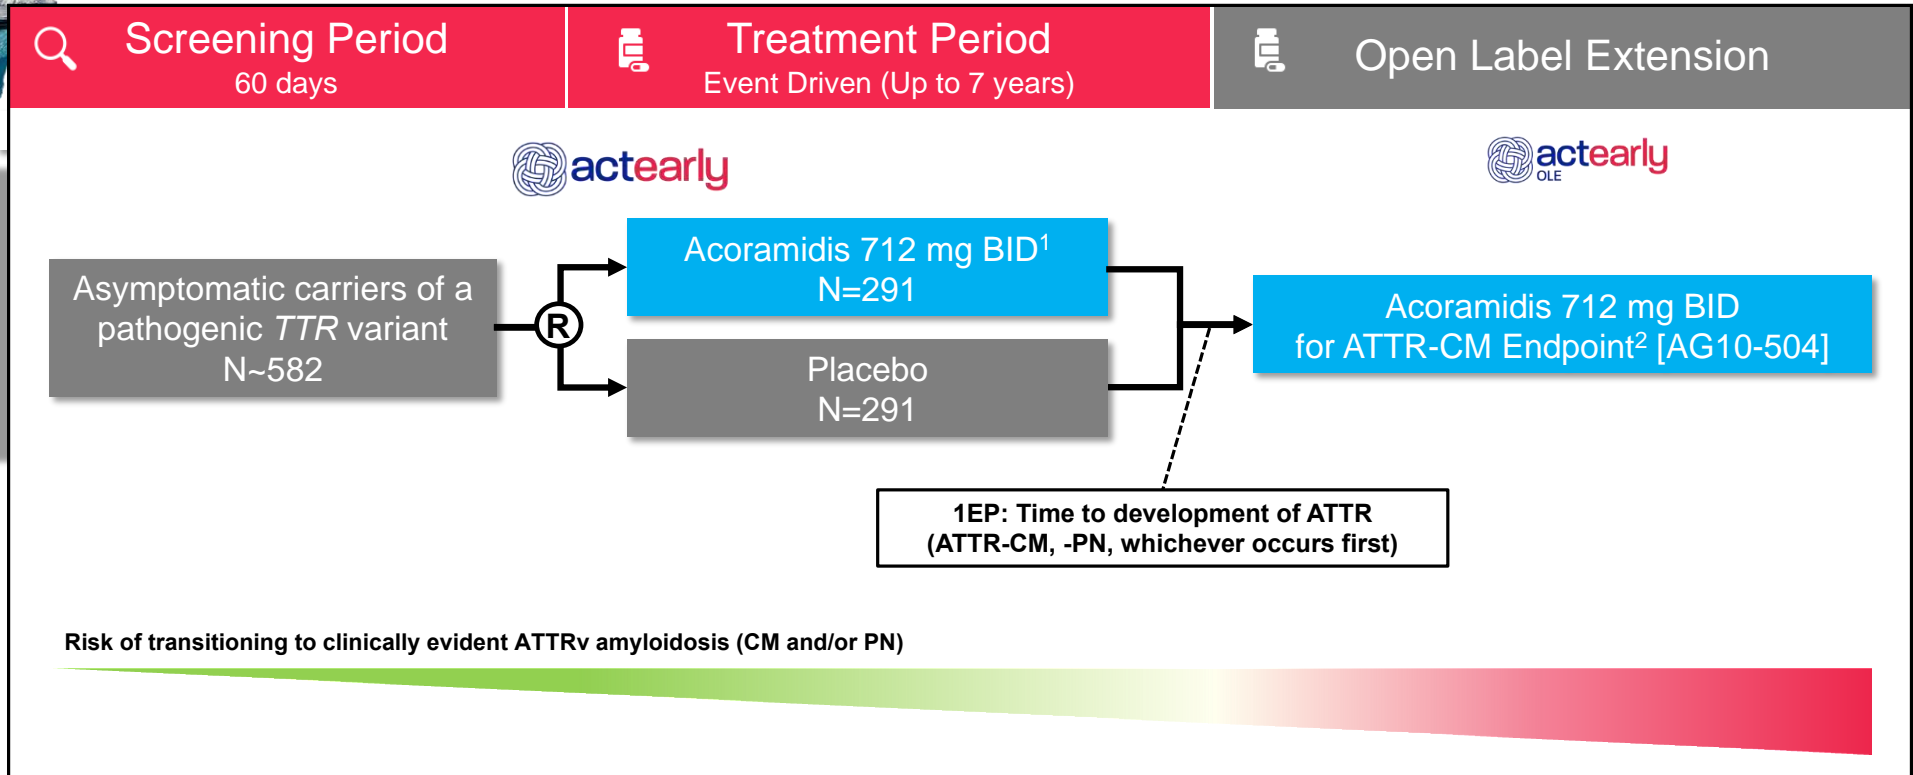 Screening Period
60 days
Treatment Period
Event Driven (Up to 7 years)
Open Label Extension
actearly
actearly
OLE
Asymptomatic carriers of a
pathogenic TTR variant
N~582
R
Acoramidis 712 mg BID¹
N=291
Placebo
N=291
Acoramidis 712 mg BID
for ATTR-CM Endpoint² [AG10-504]
1EP: Time to development of ATTR
(ATTR-CM, -PN, whichever occurs first)
Risk of transitioning to clinically evident ATTRv amyloidosis (CM and/or PN)